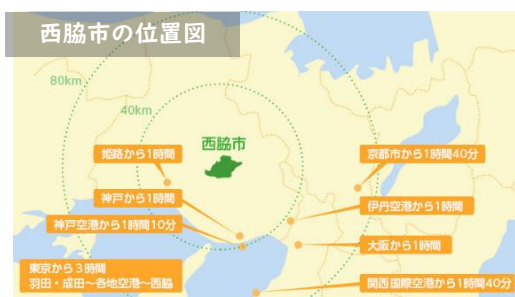 西脇市の位置図
80km
40km
西脇市
姫路から1時間
京都市から1時間40分
神戸から1時間
伊丹空港から1時間
神戸空港から1時間10分
大阪から1時間
東京から3時間
羽田・成田〜各地空港〜西脇
関西国際空港から1時間40分